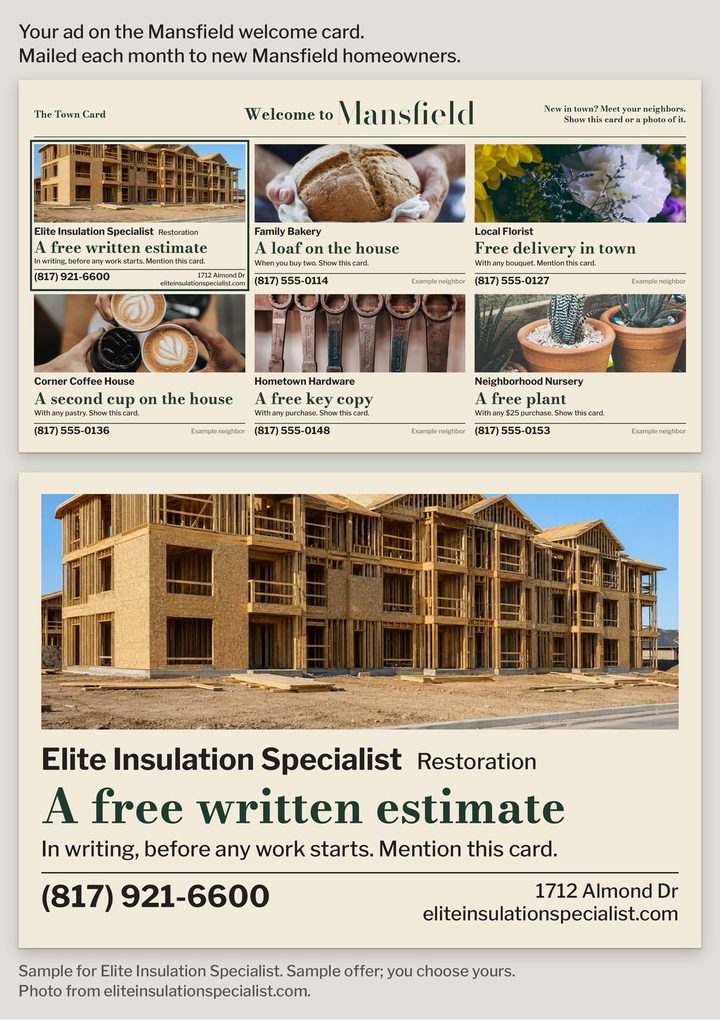 Your ad on the Mansfield welcome card.
Mailed each month to new Mansfield homeowners.
The Town Card
Welcome to Mansfield
New in town? Meet your neighbors.
Show this card or a photo of it.
Elite Insulation Specialist Restoration
A free written estimate
In writing, before any work starts. Mention this card.
(817) 921-6600
1712 Almond Dr
eliteinsulationspecialist.com
Family Bakery
A loaf on the house
When you buy two. Show this card.
(817) 555-0114
Example neighbor
Local Florist
Free delivery in town
With any bouquet. Mention this card.
(817) 555-0127
Example neighbor
Corner Coffee House
A second cup on the house
With any pastry. Show this card.
(817) 555-0136
Example neighbor
Hometown Hardware
A free key copy
With any purchase. Show this card.
(817) 555-0148
Example neighbor
Neighborhood Nursery
A free plant
With any $25 purchase. Show this card.
(817) 555-0153
Example neighbor
Elite Insulation Specialist Restoration
A free written estimate
In writing, before any work starts. Mention this card.
(817) 921-6600
1712 Almond Dr
eliteinsulationspecialist.com
Sample for Elite Insulation Specialist. Sample offer; you choose yours.
Photo from eliteinsulationspecialist.com.